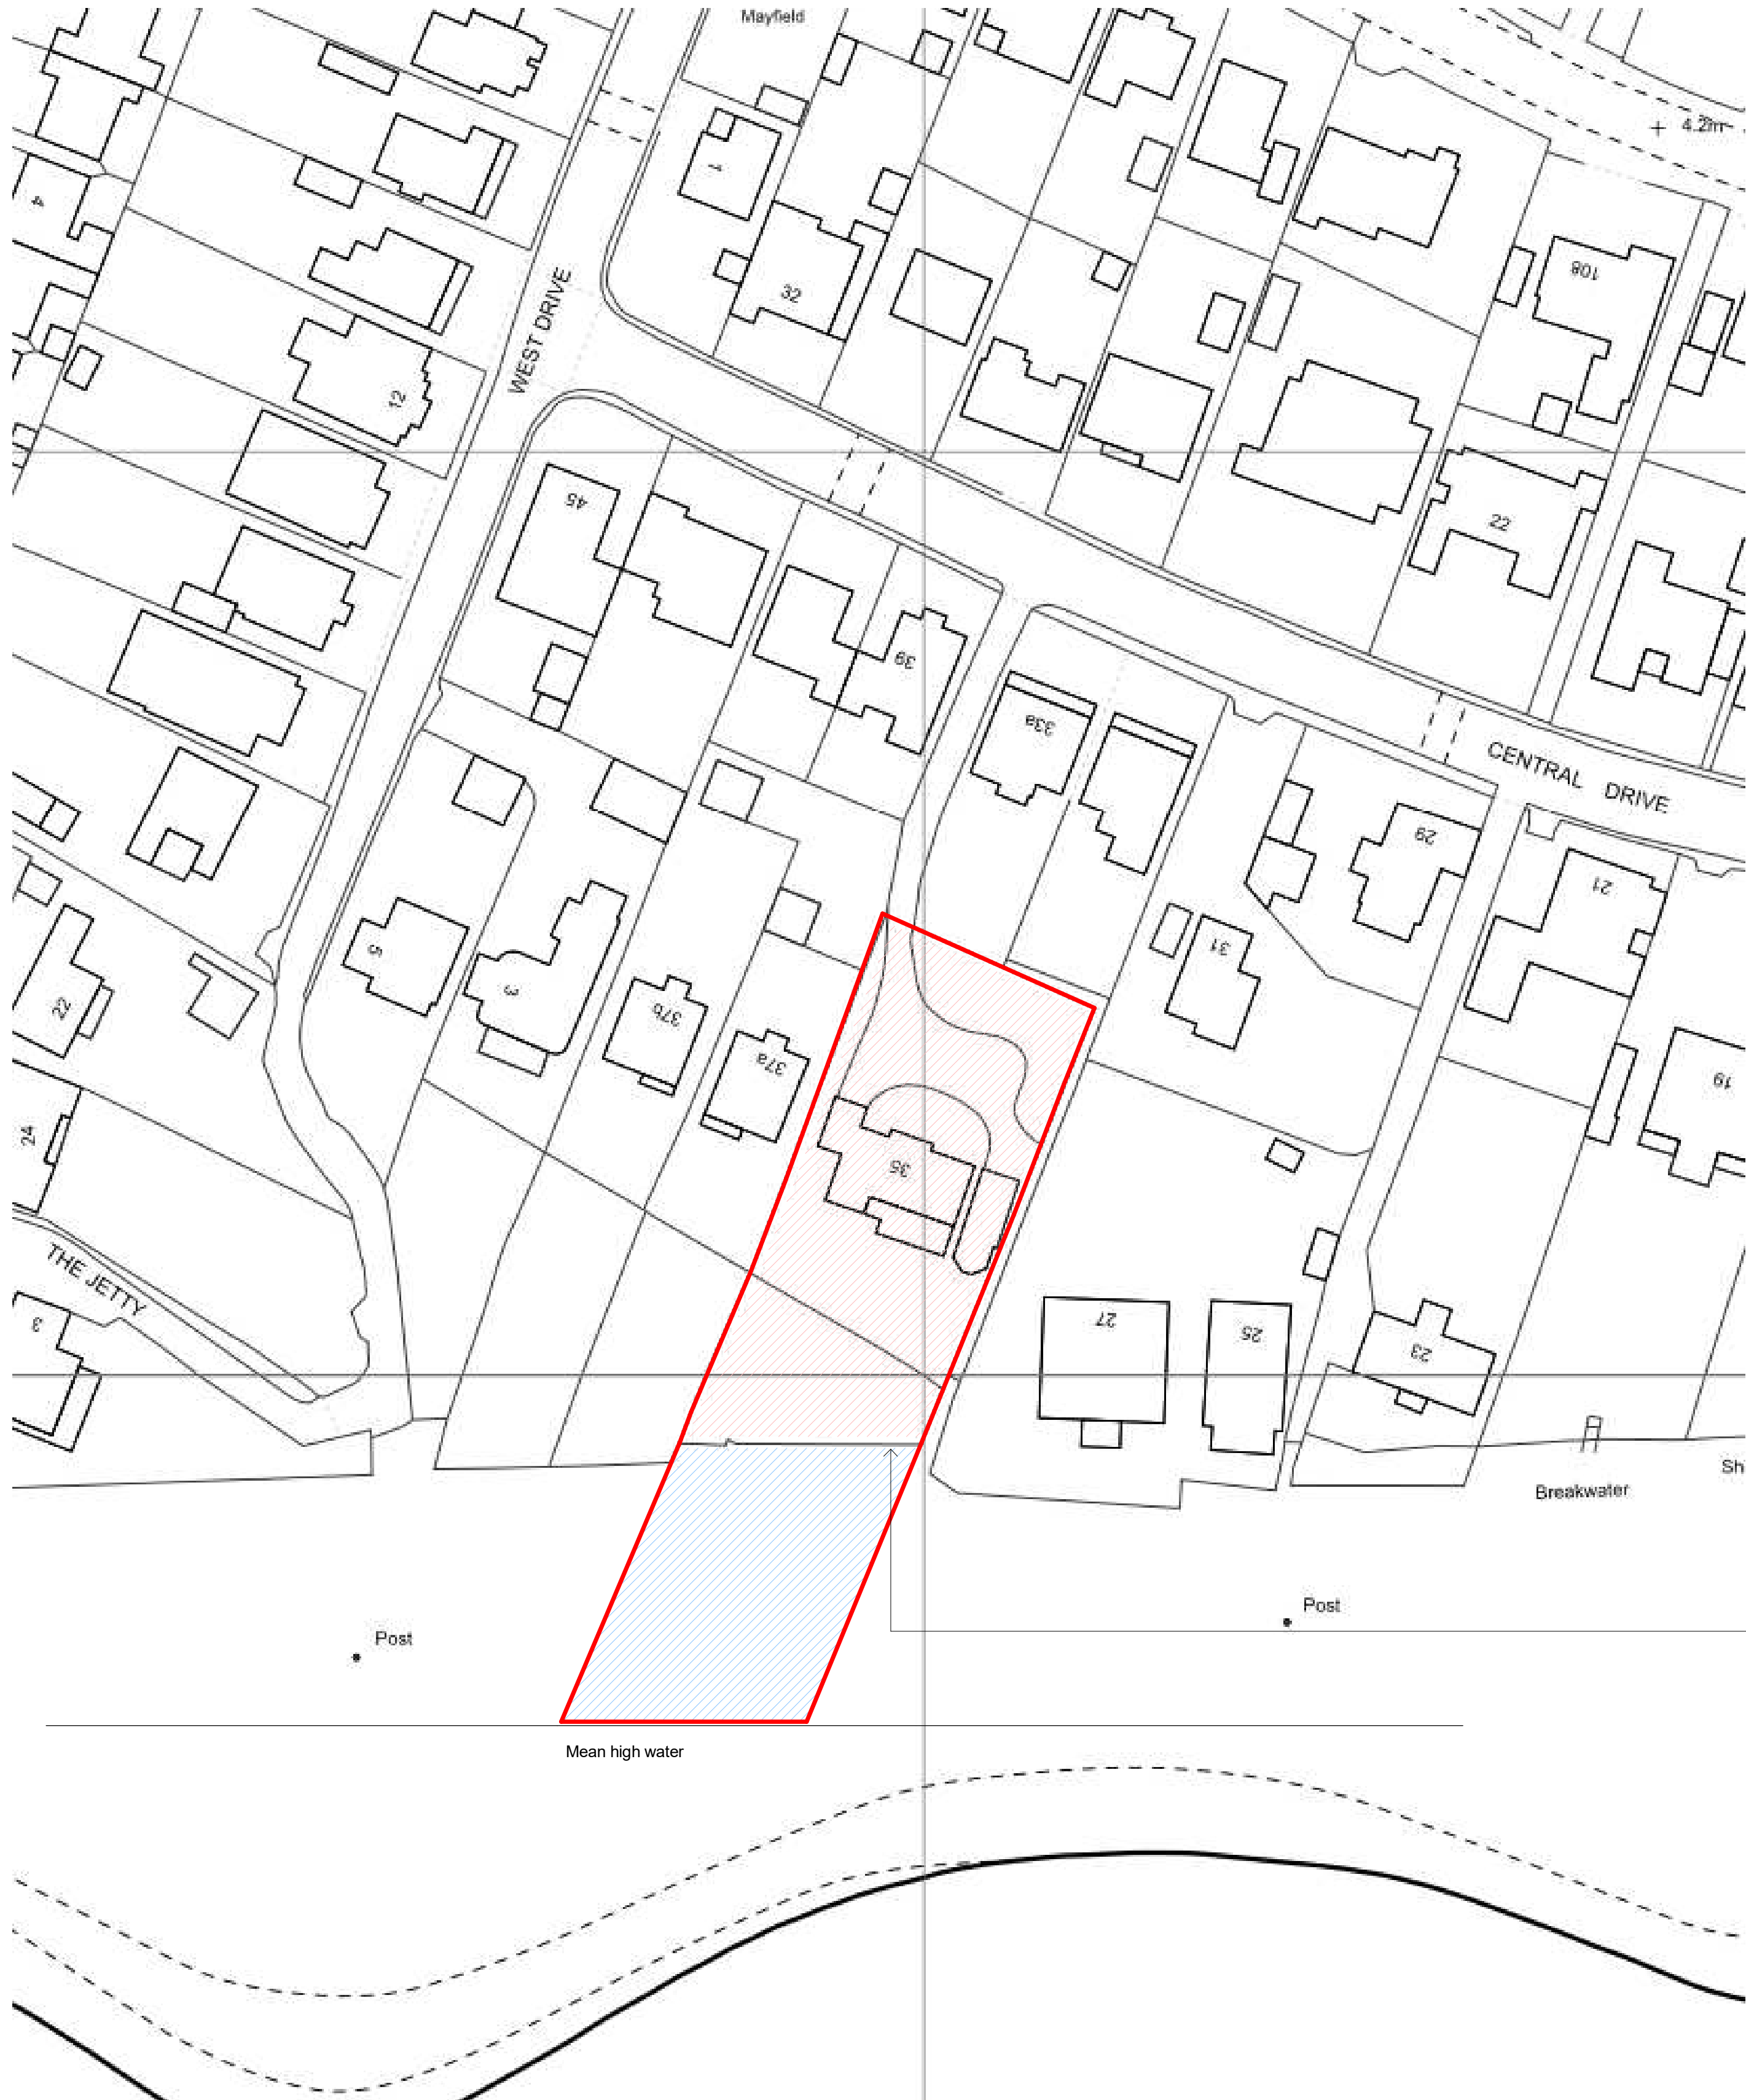 Mayfield
4.2m
1
4
108
32
WEST DRIVE
12
45
22
39
33a
CENTRAL DRIVE
29
21
5
3
31
22
37b
37a
19
24
35
THE JETTY
3
27
25
23
Sh
Breakwater
Post
Post
Mean high water